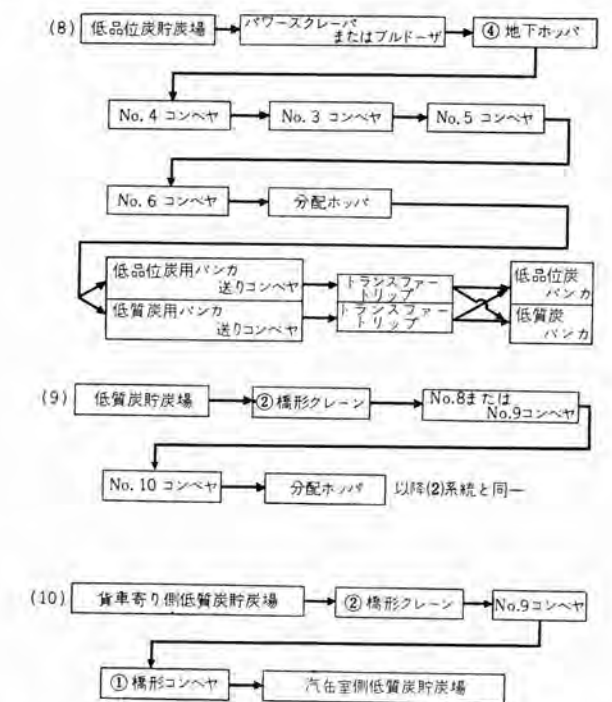 (8) 低品位炭貯炭場 パワースクレーパ
またはブルドーザ ④ 地下ホッパ
No. 4 コンベヤ No. 3 コンベヤ No. 5 コンベヤ
No. 6 コンベヤ 分配ホッパ
低品位炭用バンカ
送りコンベヤ
トランスファー
トリップ
低品位炭
バンカ
低質炭用バンカ
送りコンベヤ
トランスファー
トリップ
低質炭
バンカ
(9) 低質炭貯炭場 ②橋形クレーン No.8または
No.9コンベヤ
No. 10 コンベヤ 分配ホッパ 以降(2)系統と同一
(10) 貨車寄り側低質炭貯炭場 ②橋形クレーン No.9コンベヤ
①橋形コンベヤ 汽缶室側低質炭貯炭場